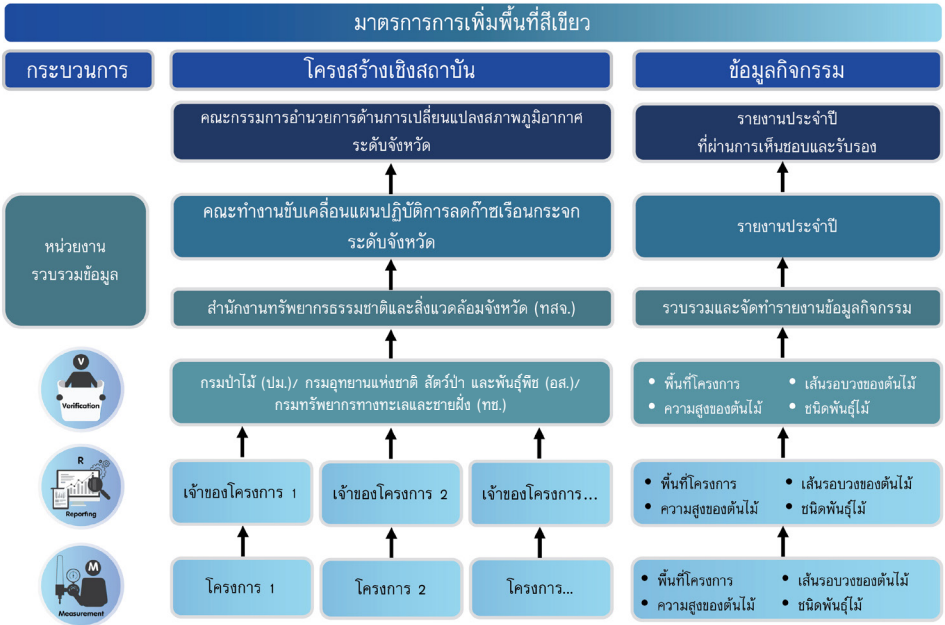 มาตรการการเพิ่มพื้นที่สีเขียว
กระบวนการ
โครงสร้างเชิงสถาบัน
ข้อมูลกิจกรรม
คณะกรรมการอำนวยการด้านการเปลี่ยนแปลงสภาพภูมิอากาศ
ระดับจังหวัด
รายงานประจำปี
ที่ผ่านการเห็นชอบและรับรอง
หน่วยงาน
รวบรวมข้อมูล
คณะทำงานขับเคลื่อนแผนปฏิบัติการลดก๊าซเรือนกระจก
ระดับจังหวัด
รายงานประจำปี
สำนักงานทรัพยากรธรรมชาติและสิ่งแวดล้อมจังหวัด (ทสจ.)
รวบรวมและจัดทำรายงานข้อมูลกิจกรรม
V
Verification
กรมป่าไม้ (ปม.)/ กรมอุทยานแห่งชาติ สัตว์ป่า และพันธุ์พืช (อส.)/
กรมทรัพยากรทางทะเลและชายฝั่ง (ทช.)
• พื้นที่โครงการ • เส้นรอบวงของต้นไม้
• ความสูงของต้นไม้ • ชนิดพันธุ์ไม้
R
Reporting
เจ้าของโครงการ 1
เจ้าของโครงการ 2
เจ้าของโครงการ...
• พื้นที่โครงการ • เส้นรอบวงของต้นไม้
• ความสูงของต้นไม้ • ชนิดพันธุ์ไม้
M
Measurement
โครงการ 1
โครงการ 2
โครงการ...
• พื้นที่โครงการ • เส้นรอบวงของต้นไม้
• ความสูงของต้นไม้ • ชนิดพันธุ์ไม้